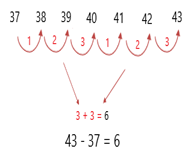 37 38 39 40 41 42 43
1 2 3 1 2 3
3 + 3 = 6
43 - 37 = 6